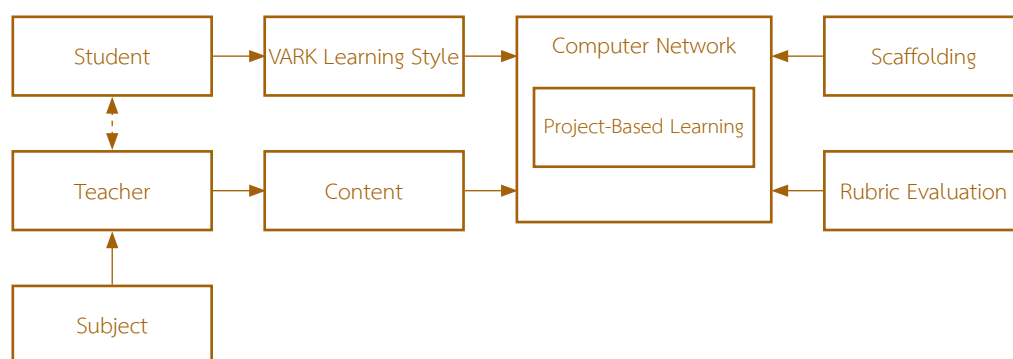 Student
VARK Learning Style
Computer Network
Scaffolding
Project-Based Learning
Teacher
Content
Rubric Evaluation
Subject